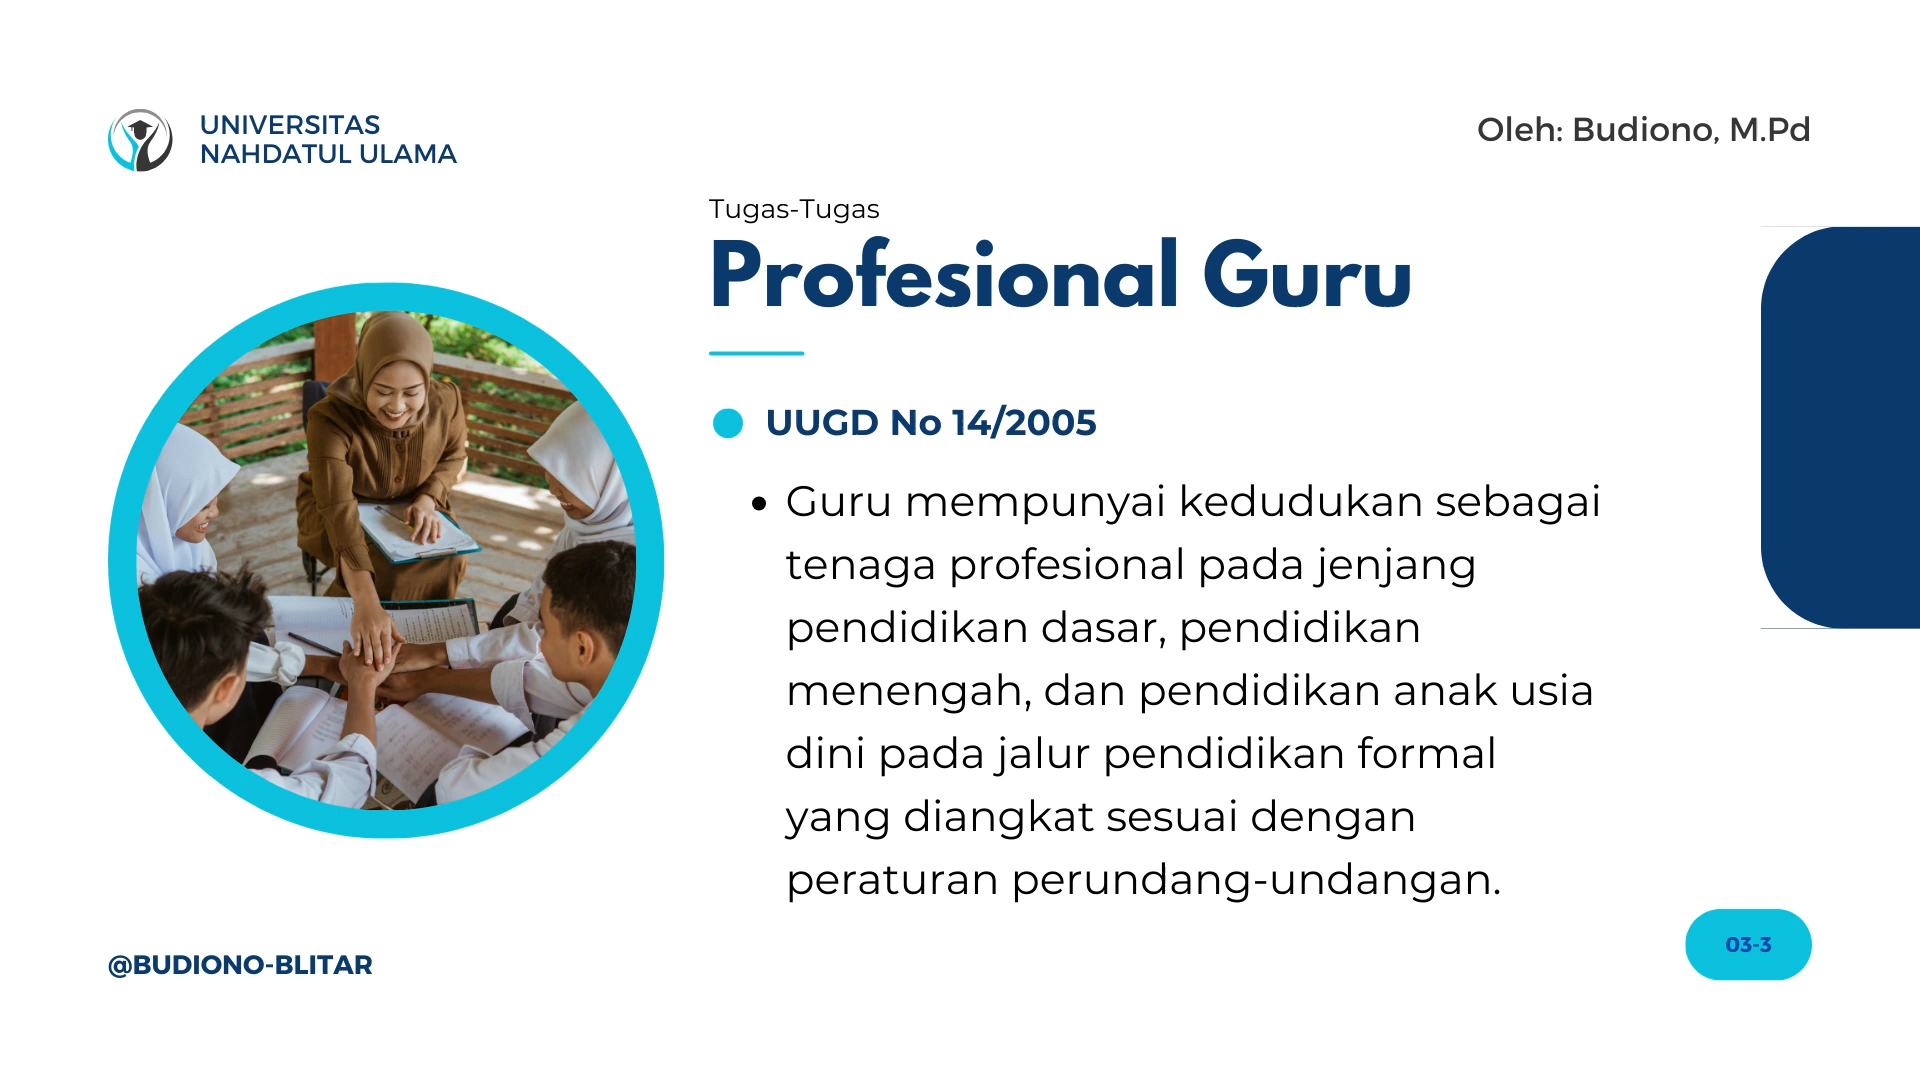 UNIVERSITAS
NAHDATUL ULAMA
Oleh: Budiono, M.Pd
Tugas-Tugas
Profesional Guru
UUGD No 14/2005
• Guru mempunyai kedudukan sebagai
tenaga profesional pada jenjang
pendidikan dasar, pendidikan
menengah, dan pendidikan anak usia
dini pada jalur pendidikan formal
yang diangkat sesuai dengan
peraturan perundang-undangan.
@BUDIONO-BLITAR
03-3